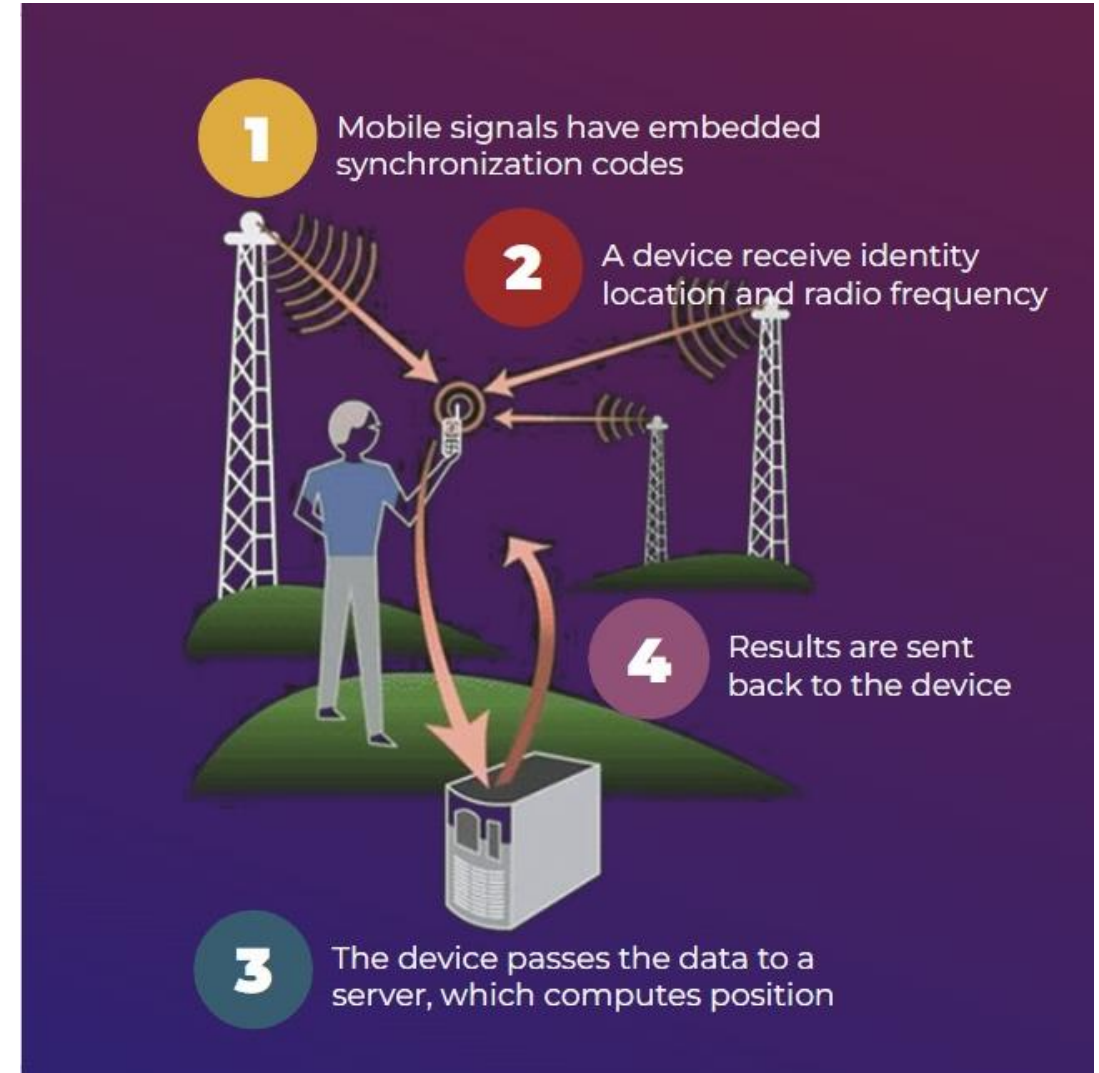 1
Mobile signals have embedded
synchronization codes
2
A device receive identity
location and radio frequency
4
Results are sent
back to the device
3
The device passes the data to a
server, which computes position